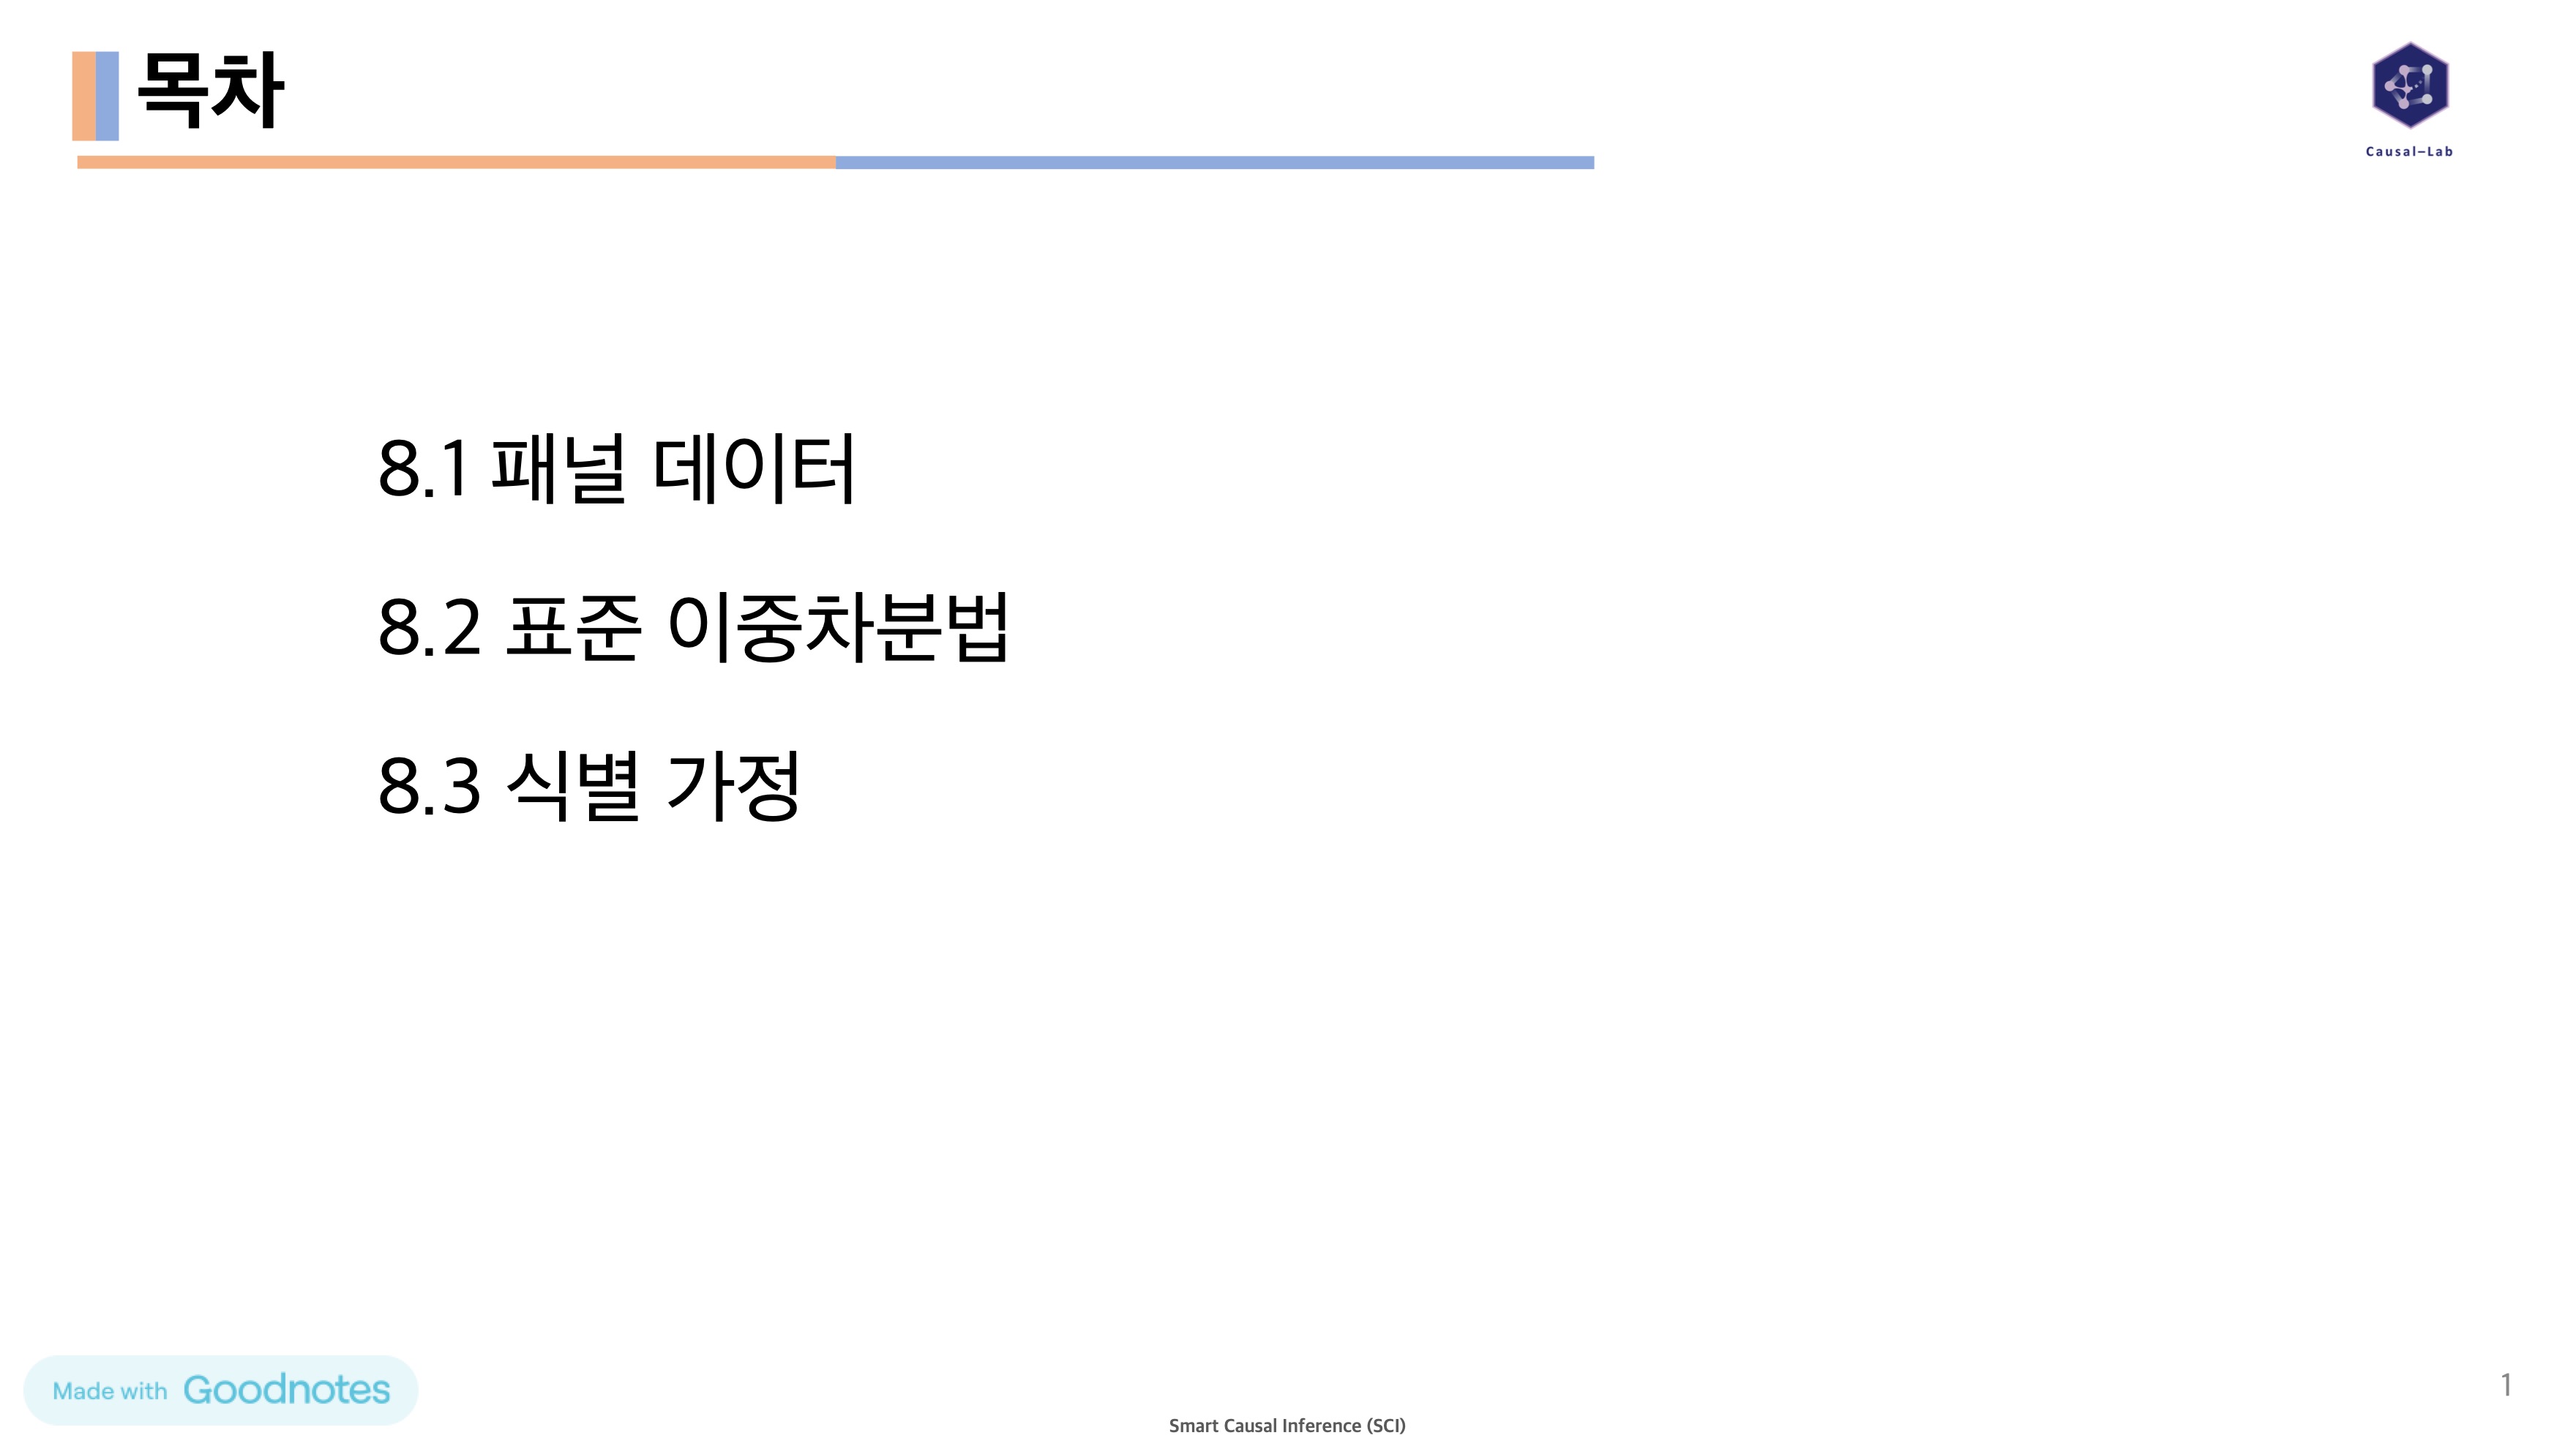 목차
Causal–Lab
8.1 패널 데이터
8.2 표준 이중차분법
8.3 식별 가정
Made with Goodnotes
1
Smart Causal Inference (SCI)